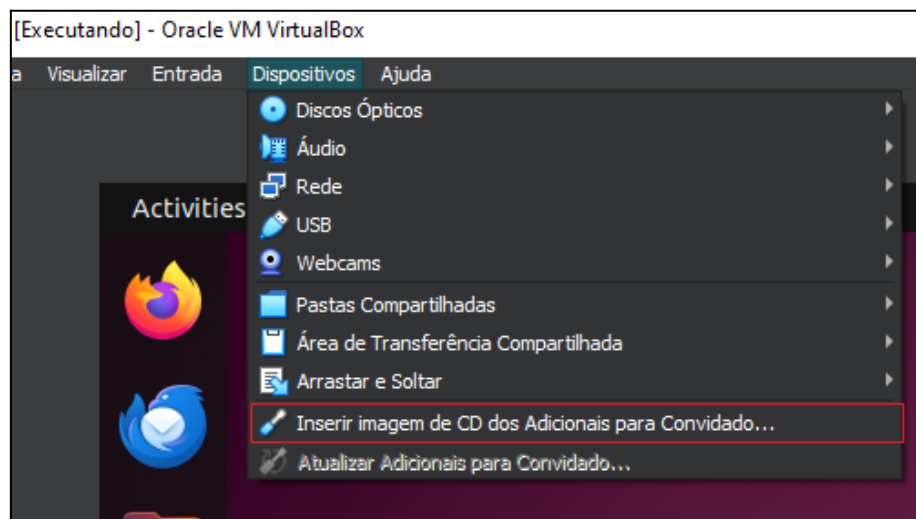 [Executando] - Oracle VM VirtualBox
a Visualizar Entrada Dispositivos Ajuda
Discos Ópticos
Áudio
Rede
Activities
USB
Webcams
Pastas Compartilhadas
Área de Transferência Compartilhada
Arrastar e Soltar
Inserir imagem de CD dos Adicionais para Convidado...
Atualizar Adicionais para Convidado...